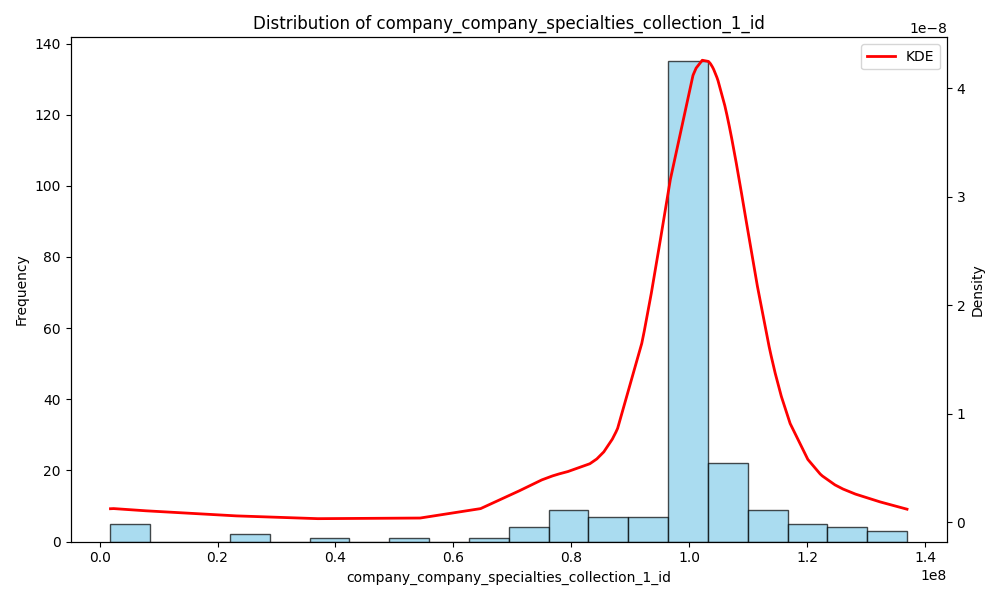 Distribution of company_company_specialties_collection_1_id
1e−8
KDE
140
120
100
80
60
40
20
0
Frequency
4
3
2
1
0
Density
0.0 0.2 0.4 0.6 0.8 1.0 1.2 1.4
1e8
company_company_specialties_collection_1_id